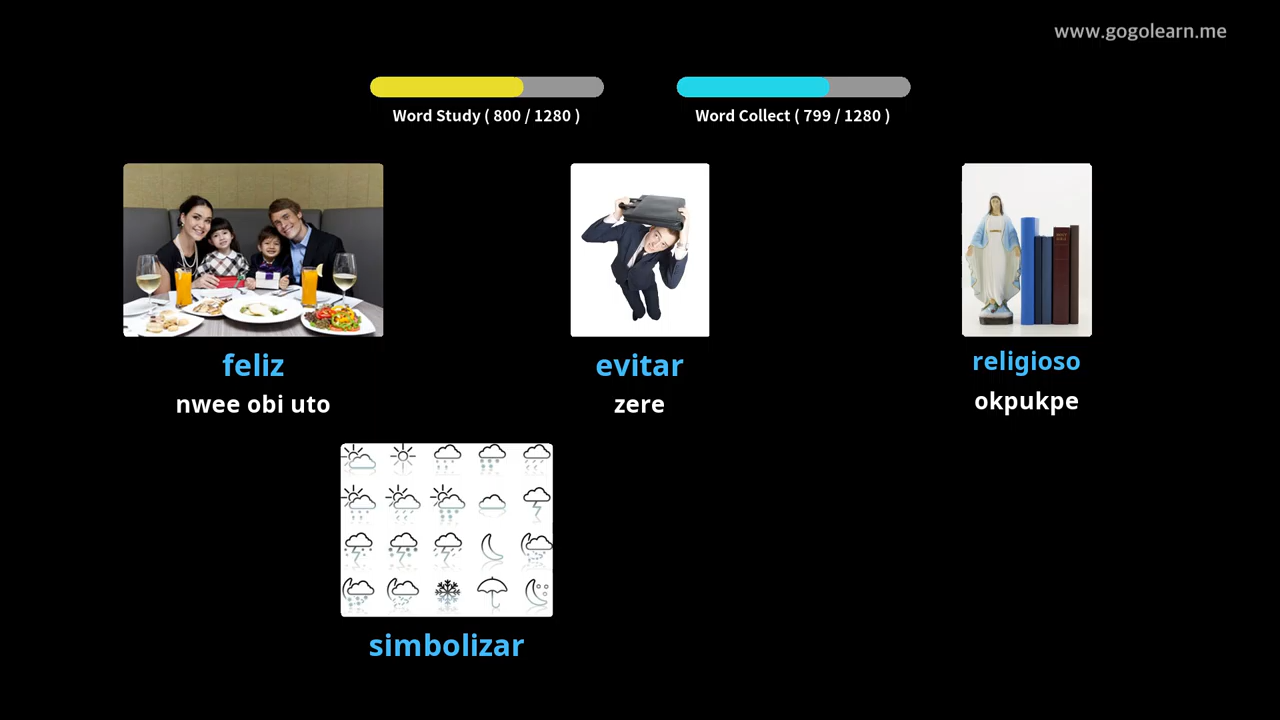 www.gogolearn.me
Word Study ( 800 / 1280 )
Word Collect ( 799 / 1280 )
feliz
nwee obi uto
evitar
zere
religioso
okpukpe
simbolizar